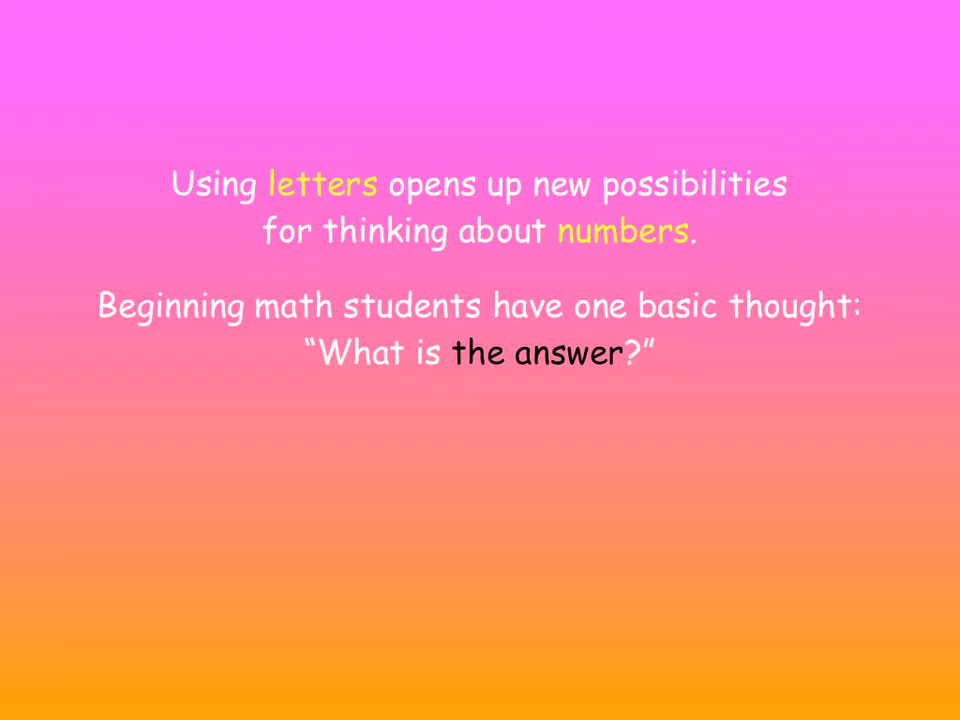 Using letters opens up new possibilities
for thinking about numbers.
Beginning math students have one basic thought:
“What is the answer?”